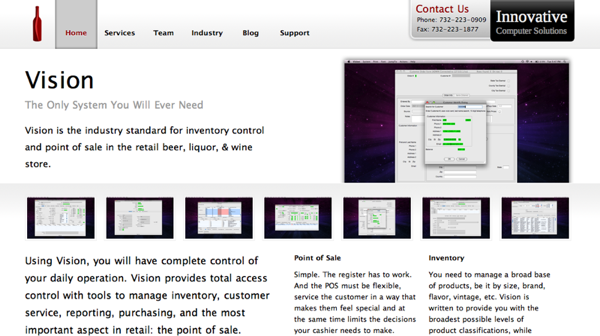 Contact Us
Phone: 732-223-0909
Fax: 732-223-1877
Innovative
Computer Solutions
Home Services Team Industry Blog Support
Vision
The Only System You Will Ever Need
Vision is the industry standard for inventory control
and point of sale in the retail beer, liquor, & wine
store.
Using Vision, you will have complete control of
your daily operation. Vision provides total access
control with tools to manage inventory, customer
service, reporting, purchasing, and the most
important aspect in retail: the point of sale.
Point of Sale
Simple. The register has to work.
And the POS must be flexible,
service the customer in a way that
makes them feel special and at
the same time limits the decisions
your cashier needs to make.
Inventory
You need to manage a broad base
of products, be it by size, brand,
flavor, vintage, etc. Vision is
written to provide you with the
broadest possible levels of
product classifications, while